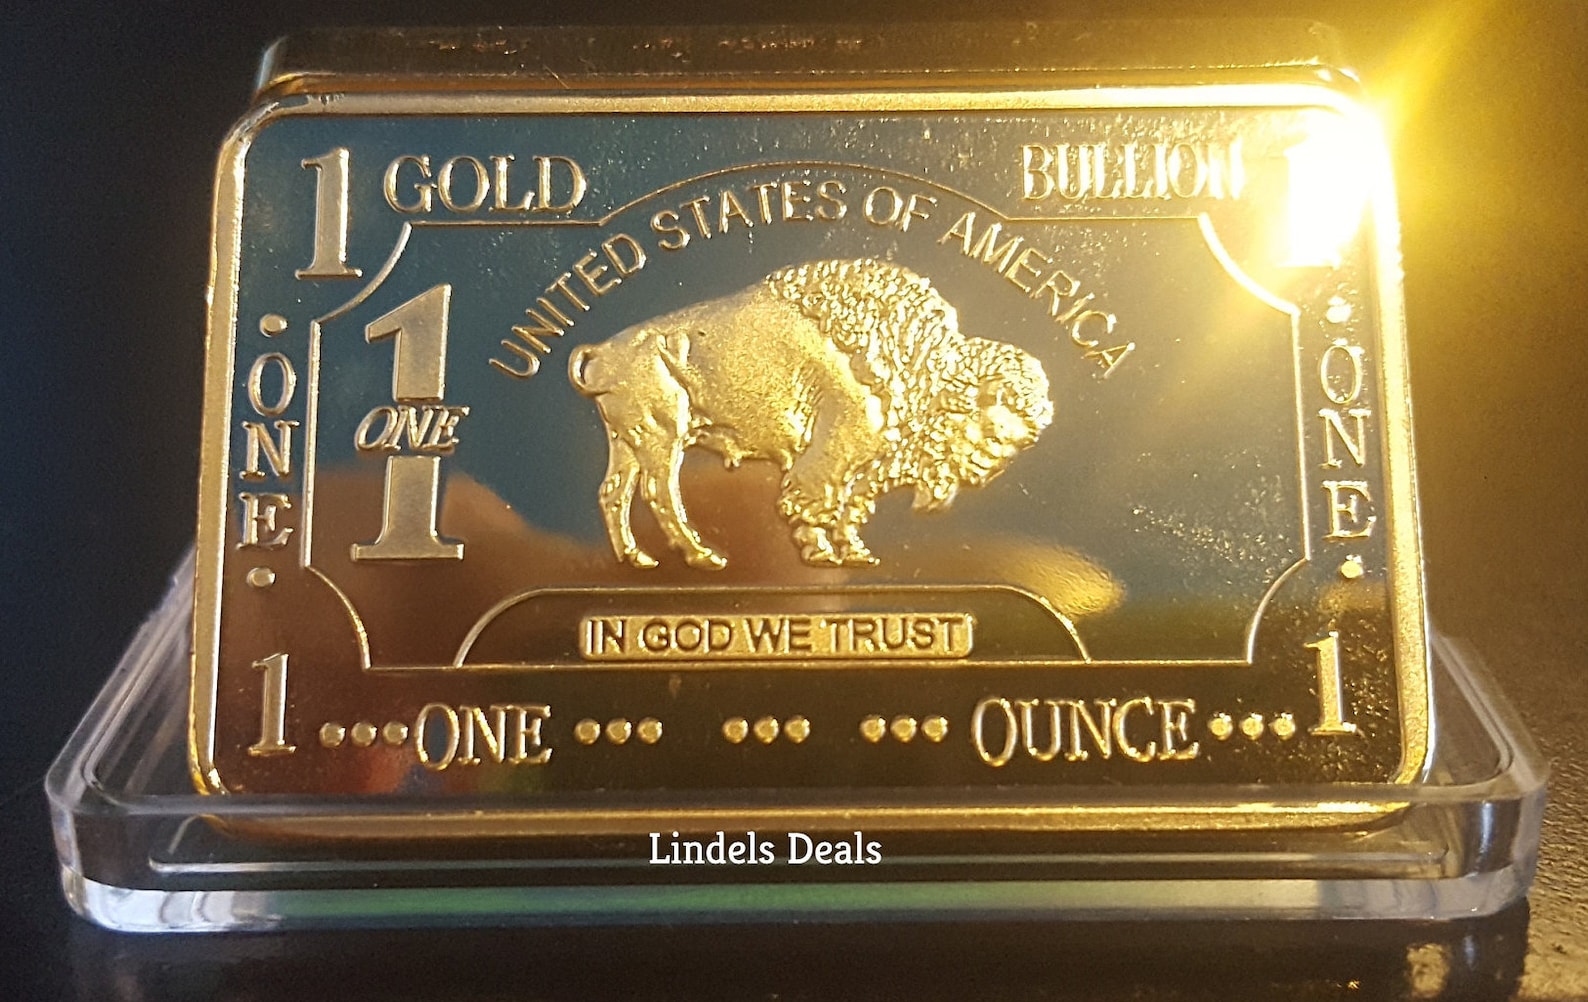 1 GOLD BULLION 1
UNITED STATES OF AMERICA
ONE
1
ONE
1
ONE
IN GOD WE TRUST
1 ONE OUNCE 1
Lindels Deals